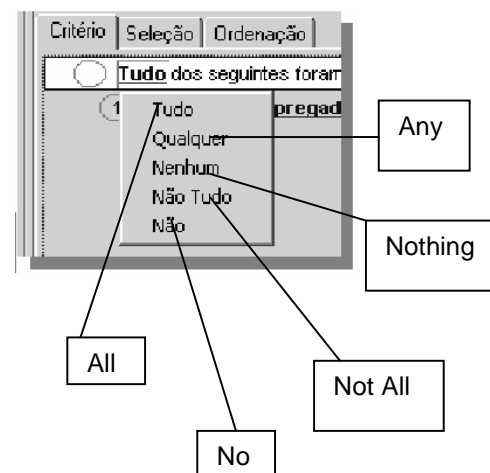 Critério Seleção Ordenação
Tudo dos seguintes foram
1 pregad
Tudo
Qualquer
Nenhum
Não Tudo
Não
Any
Nothing
All
Not All
No